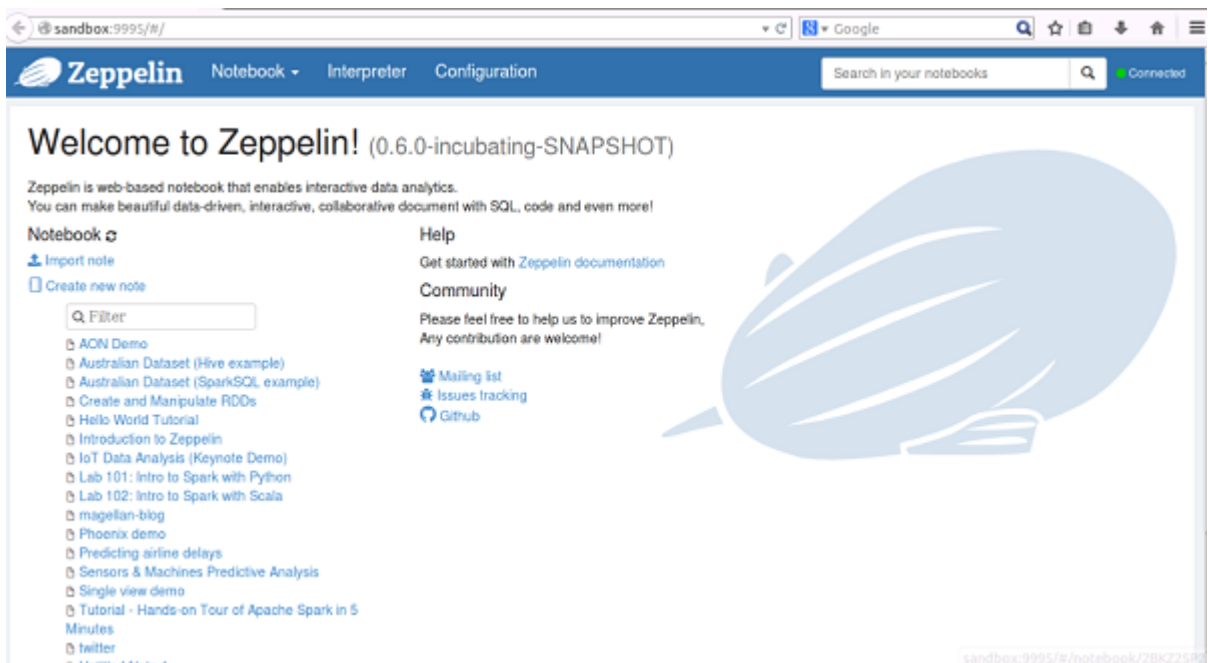 sandbox:9995/#/
Google
Zeppelin Notebook Interpreter Configuration
Search in your notebooks
Connected
Welcome to Zeppelin! (0.6.0-incubating-SNAPSHOT)
Zeppelin is web-based notebook that enables interactive data analytics.
You can make beautiful data-driven, interactive, collaborative document with SQL, code and even more!
Notebook
Import note
Create new note
Filter
AON Demo
Australian Dataset (Hive example)
Australian Dataset (SparkSQL example)
Create and Manipulate RDDs
Hello World Tutorial
Introduction to Zeppelin
IoT Data Analysis (Keynote Demo)
Lab 101: Intro to Spark with Python
Lab 102: Intro to Spark with Scala
magellan-blog
Phoenix demo
Predicting airline delays
Sensors & Machines Predictive Analysis
Single view demo
Tutorial - Hands-on Tour of Apache Spark in 5
Minutes
twitter
Help
Get started with Zeppelin documentation
Community
Please feel free to help us to improve Zeppelin,
Any contribution are welcome!
Mailing list
Issues tracking
Github